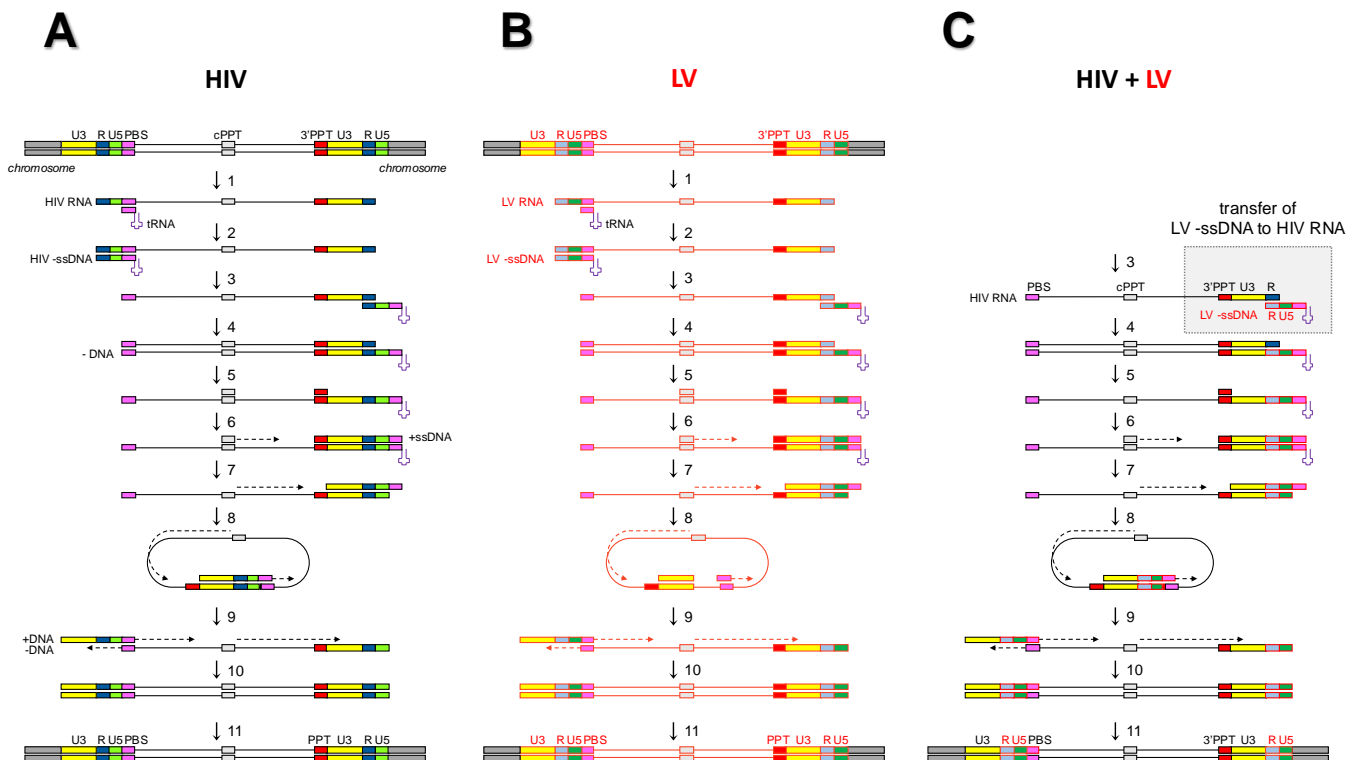 A
HIV
U3 R U5 PBS cPPT 3'PPT U3 R U5
chromosome chromosome
1
HIV RNA
tRNA
2
HIV -ssDNA
3
4
- DNA
5
6
+ssDNA
7
8
9
+DNA
-DNA
10
11
U3 R U5 PBS PPT U3 R U5
B
LV
U3 R U5 PBS 3'PPT U3 R U5
1
LV RNA
tRNA
2
LV -ssDNA
3
4
5
6
7
8
9
10
11
U3 R U5 PBS PPT U3 R U5
C
HIV + LV
transfer of
LV -ssDNA to HIV RNA
3
PBS cPPT 3'PPT U3 R
HIV RNA
LV -ssDNA R U5
4
5
6
7
8
9
10
11
U3 R U5 PBS 3'PPT U3 R U5